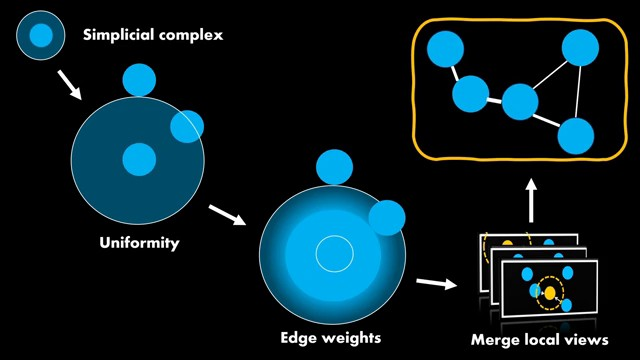 Simplicial complex
Uniformity
Edge weights
Merge local views